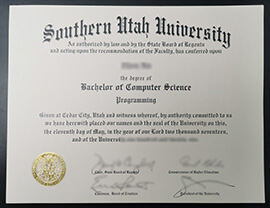 Southern Utah University
As authorized by law and by the State Board of Regents
and acting upon the recommendation of the Faculty, has conferred upon
the degree of
Bachelor of Computer Science
Programming
Given at Cedar City, Utah and witness whereof, by authority committed to us
we have herewith placed our names and the seal of the University on this,
the eleventh day of May, in the year of our Lord two thousand seventeen,
and of the University one hundred and twenty